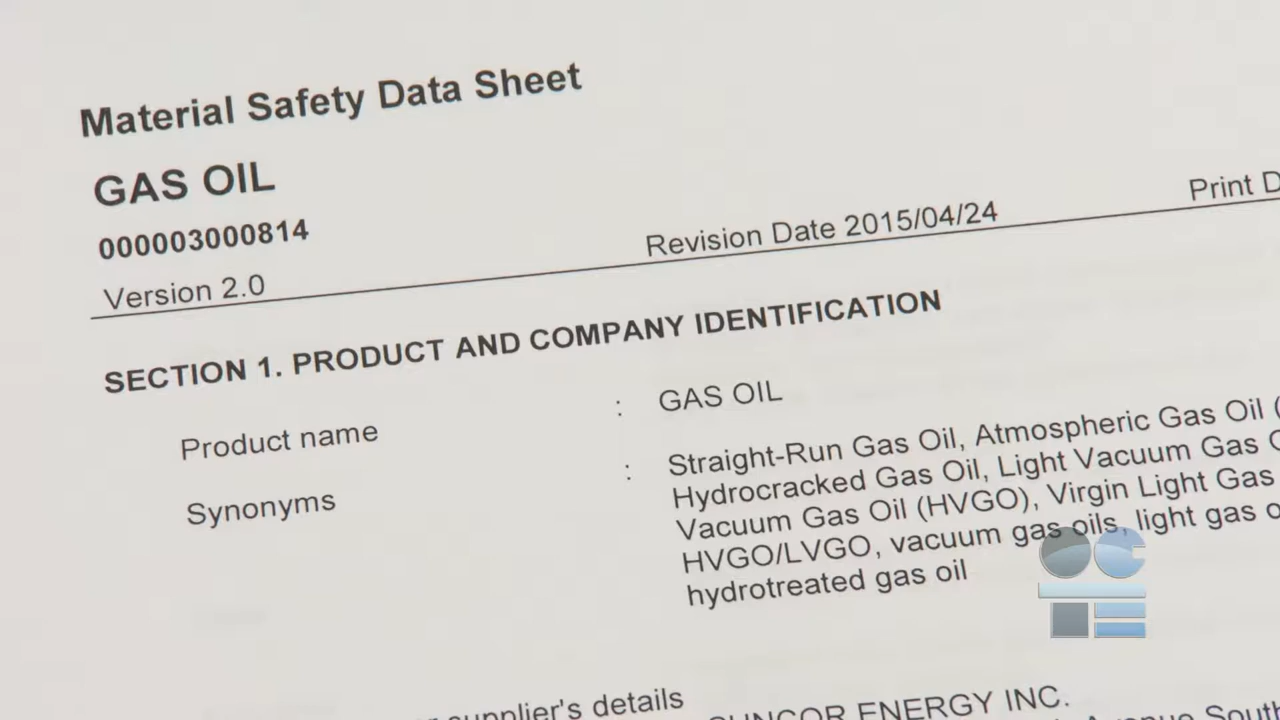 Material Safety Data Sheet
GAS OIL
000003000814
Version 2.0 Revision Date 2015/04/24 Print
SECTION 1. PRODUCT AND COMPANY IDENTIFICATION
Product name : GAS OIL
Synonyms : Straight-Run Gas Oil, Atmospheric Gas Oil (
Hydrocracked Gas Oil, Light Vacuum Gas
Vacuum Gas Oil (HVGO), Virgin Light Gas
HVGO/LVGO, vacuum gas oils, light gas
hydrotreated gas oil
supplier's details SUNCOR ENERGY INC.
Avenue